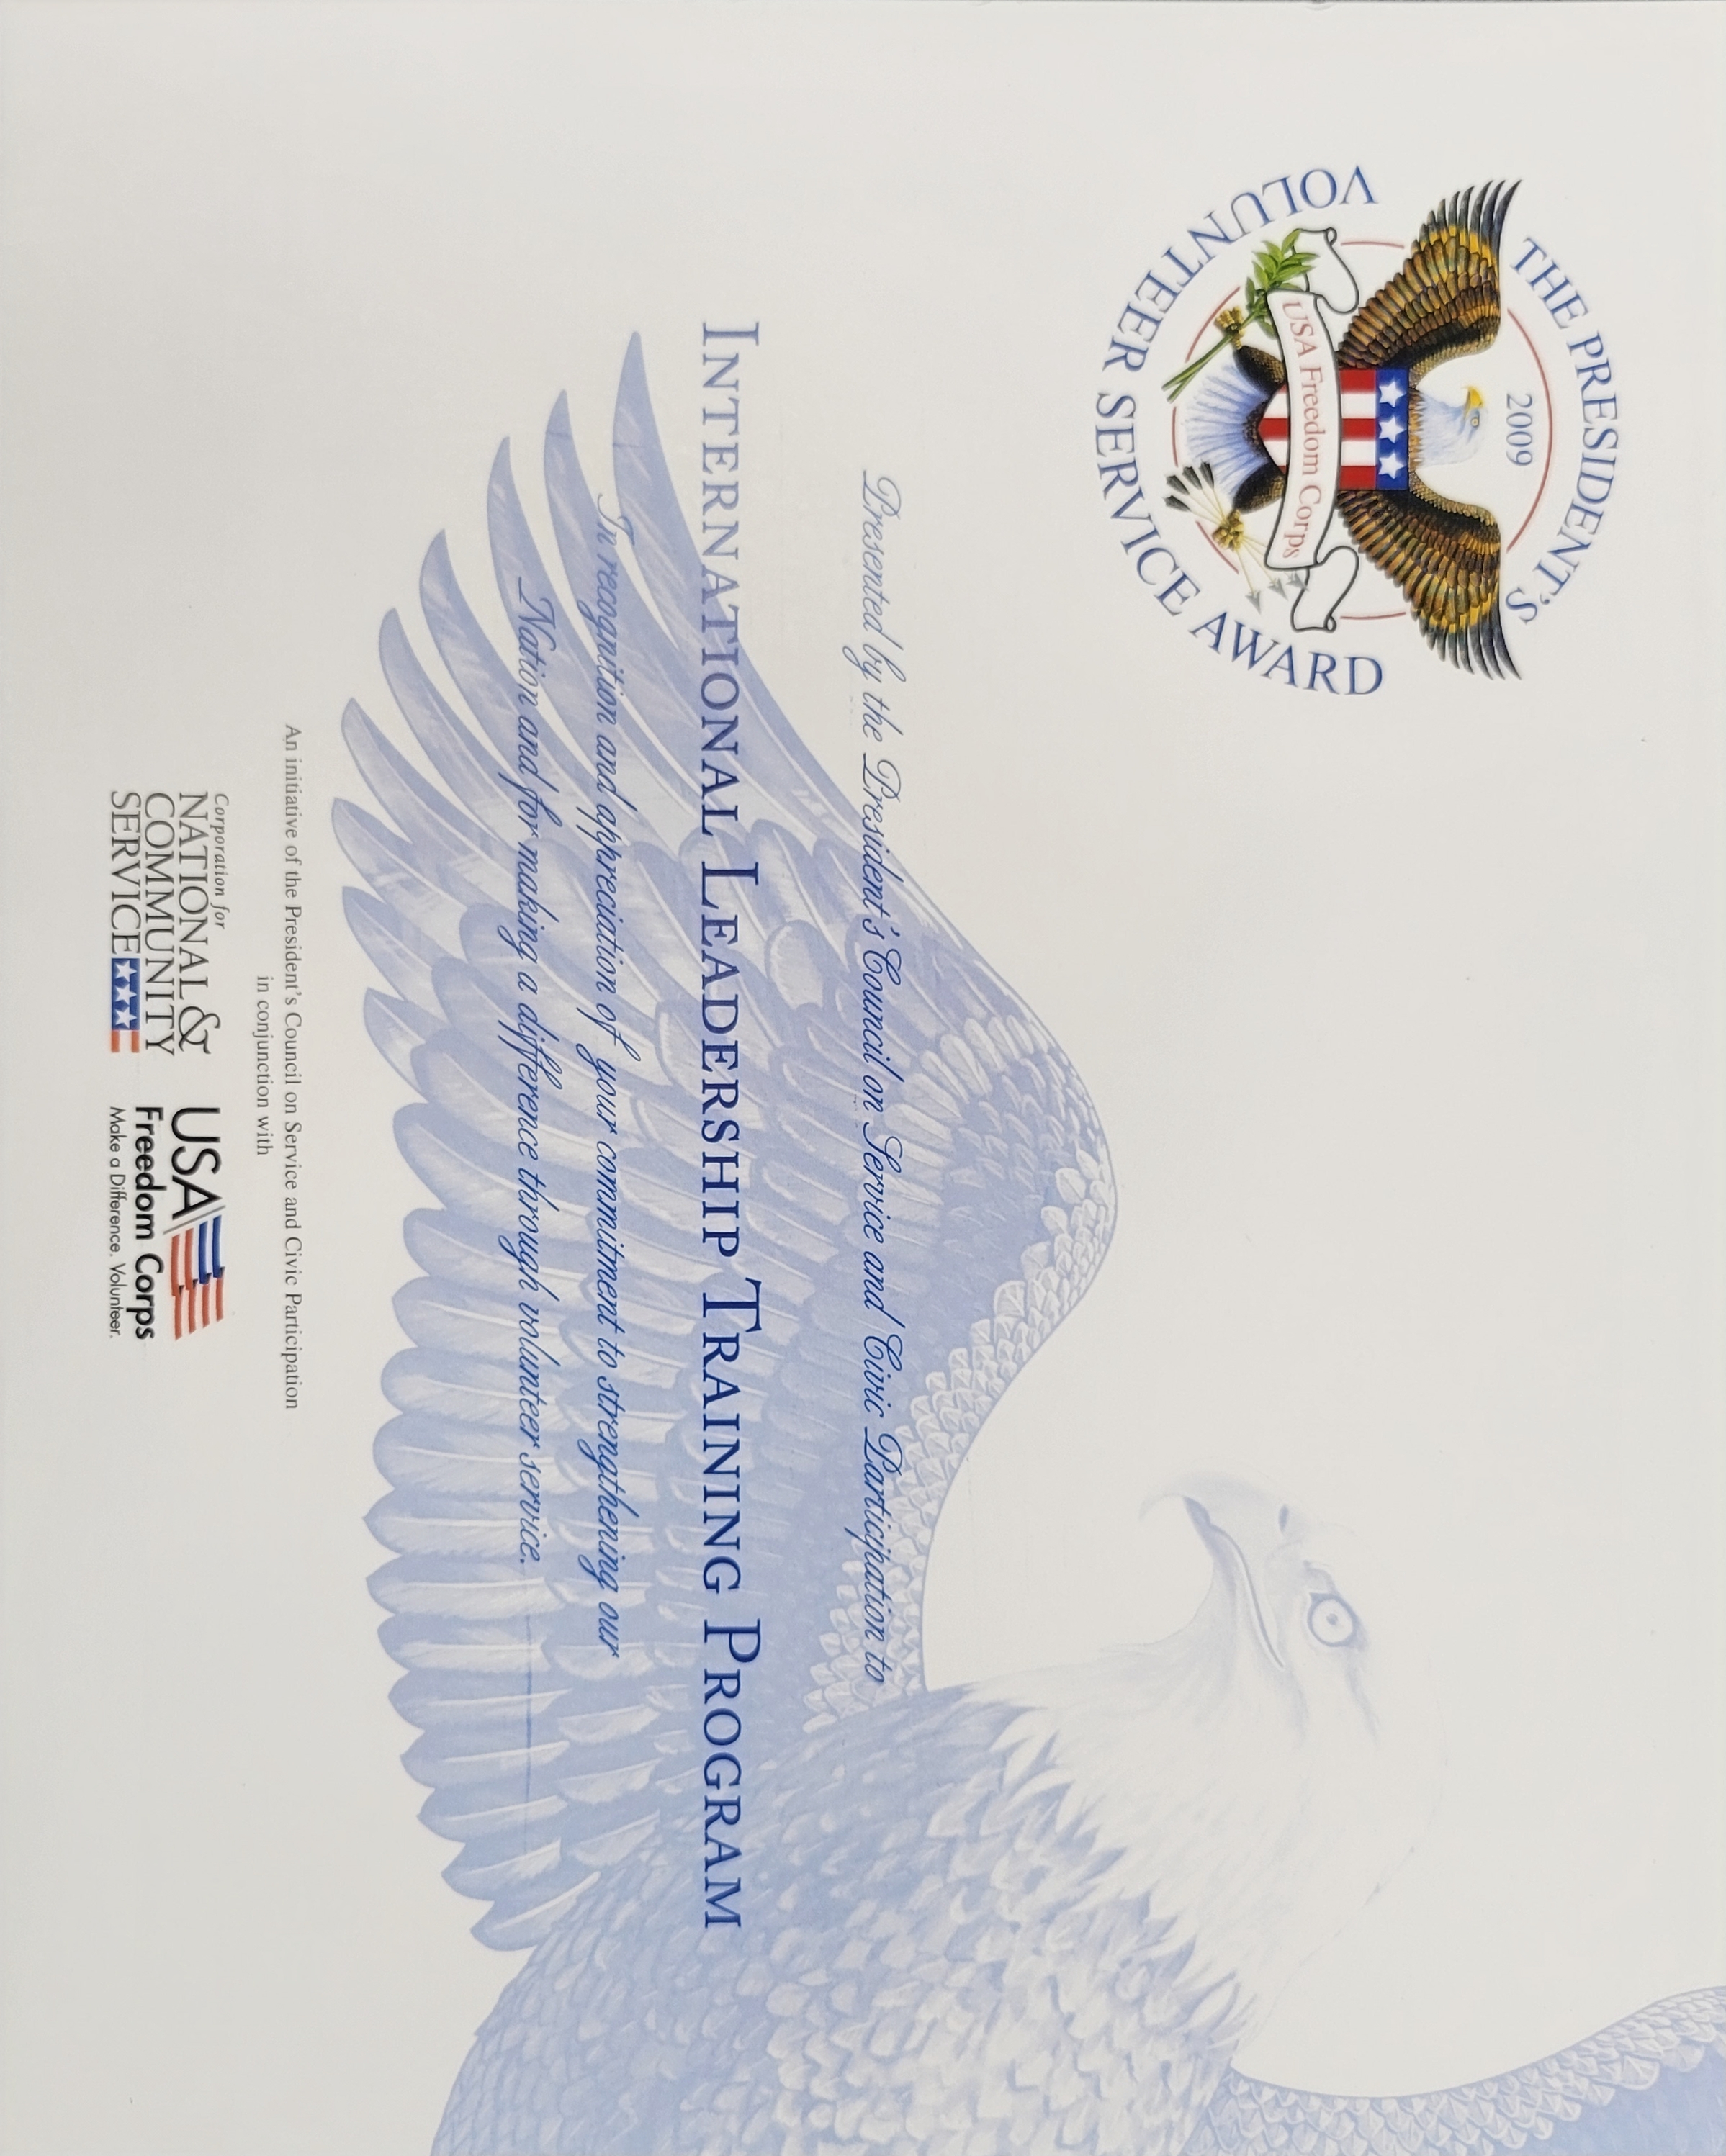 THE PRESIDENT'S
2009
USA Freedom Corps
VOLUNTEER SERVICE AWARD
Presented by the President's Council on Service and Civic Participation to
INTERNATIONAL LEADERSHIP TRAINING PROGRAM
In recognition and appreciation of your commitment to strengthening our
Nation and for making a difference through volunteer service.
An initiative of the President's Council on Service and Civic Participation
in conjunction with
Corporation for
NATIONAL &
COMMUNITY
SERVICE
USA
Freedom Corps
Make a Difference. Volunteer.